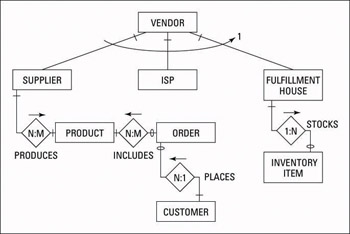 VENDOR
1
SUPPLIER
ISP
FULFILLMENT
HOUSE
N:M
PRODUCT
N:M
ORDER
1:N
STOCKS
PRODUCES
INCLUDES
INVENTORY
ITEM
N:1
PLACES
CUSTOMER